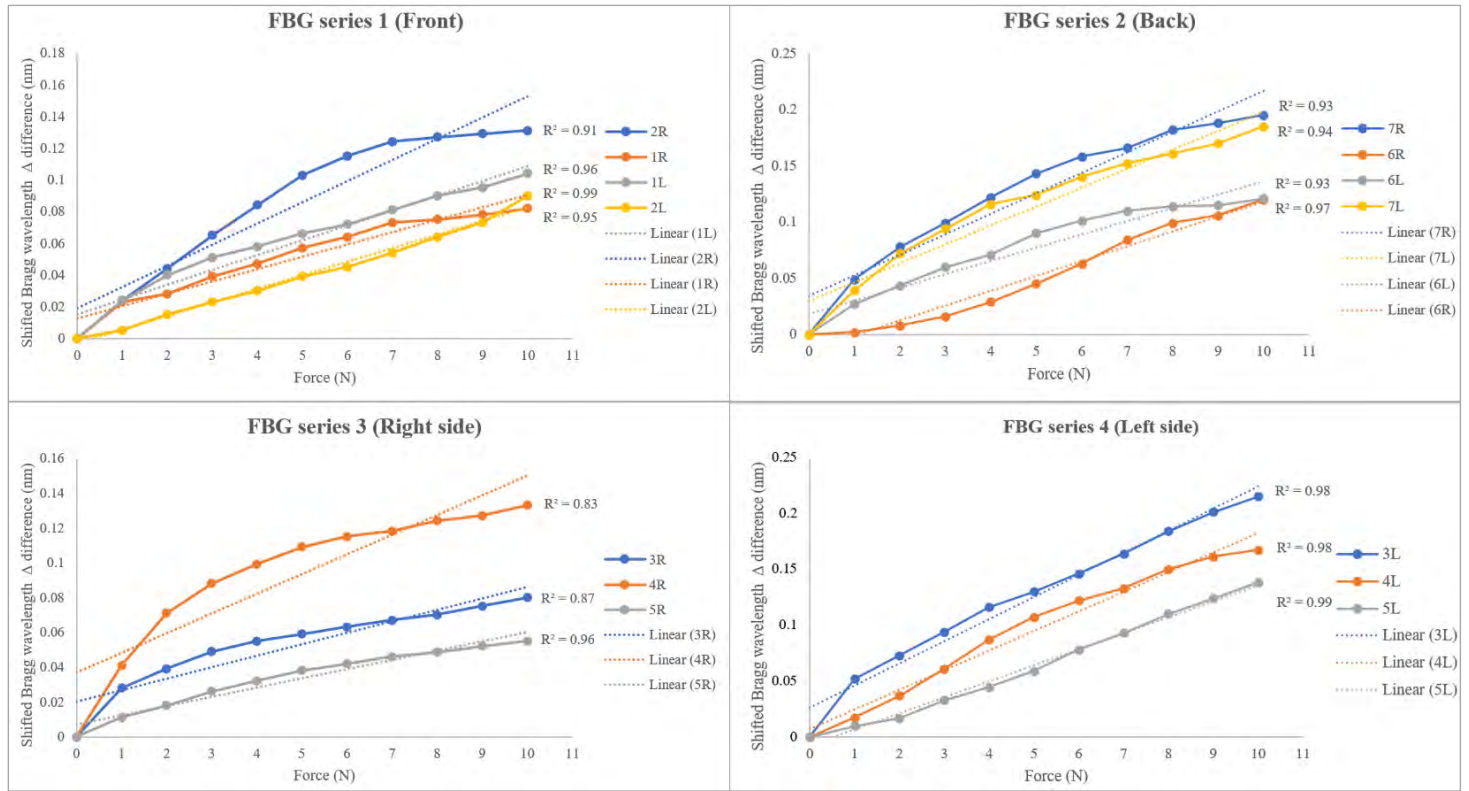 FBG series 1 (Front)
Shifted Bragg wavelength Δ difference (nm)
0.18
0.16
0.14
0.12
0.1
0.08
0.06
0.04
0.02
0
0 1 2 3 4 5 6 7 8 9 10 11
Force (N)
R² = 0.91
R² = 0.96
R² = 0.99
R² = 0.95
2R
1R
1L
2L
Linear (1L)
Linear (2R)
Linear (1R)
Linear (2L)
FBG series 2 (Back)
Shifted Bragg wavelength Δ difference (nm)
0.25
0.2
0.15
0.1
0.05
0
0 1 2 3 4 5 6 7 8 9 10 11
Force (N)
R² = 0.93
R² = 0.94
R² = 0.93
R² = 0.97
7R
6R
6L
7L
Linear (7R)
Linear (7L)
Linear (6L)
Linear (6R)
FBG series 3 (Right side)
Shifted Bragg wavelength Δ difference (nm)
0.16
0.14
0.12
0.1
0.08
0.06
0.04
0.02
0
0 1 2 3 4 5 6 7 8 9 10 11
Force (N)
R² = 0.83
R² = 0.87
R² = 0.96
3R
4R
5R
Linear (3R)
Linear (4R)
Linear (5R)
FBG series 4 (Left side)
Shifted Bragg wavelength Δ difference (nm)
0.25
0.2
0.15
0.1
0.05
0
0 1 2 3 4 5 6 7 8 9 10 11
Force (N)
R² = 0.98
R² = 0.98
R² = 0.99
3L
4L
5L
Linear (3L)
Linear (4L)
Linear (5L)